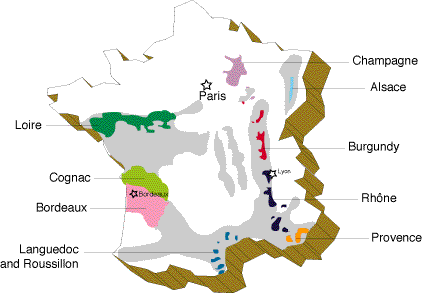 Champagne
Alsace
Paris
Loire
Burgundy
Lyon
Cognac
Bordeaux
Bordeaux
Rhône
Provence
Languedoc
and Roussillon